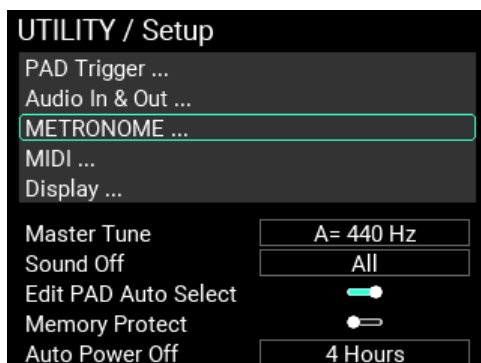 UTILITY / Setup
PAD Trigger ...
Audio In & Out ...
METRONOME ...
MIDI ...
Display ...
Master Tune A= 440 Hz
Sound Off All
Edit PAD Auto Select
Memory Protect
Auto Power Off 4 Hours